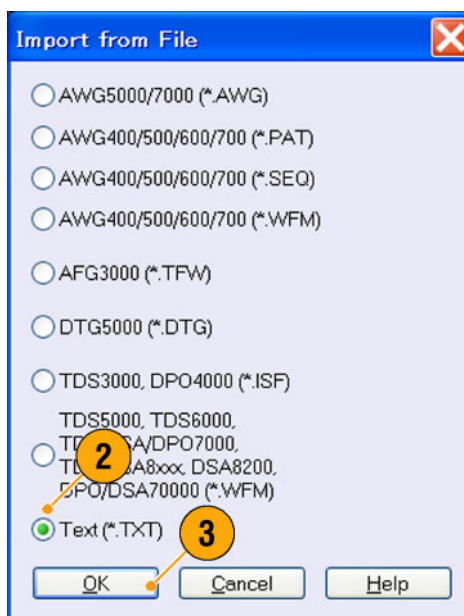 Import from File
AWG5000/7000 (*.AWG)
AWG400/500/600/700 (*.PAT)
AWG400/500/600/700 (*.SEQ)
AWG400/500/600/700 (*.WFM)
AFG3000 (*.TFW)
DTG5000 (*.DTG)
TDS3000, DPO4000 (*.ISF)
TDS5000, TDS6000,
/DPO7000,
DSA8200,
DPO/DSA70000 (*.WFM)
2
Text (*.TXT)
3
OK Cancel Help